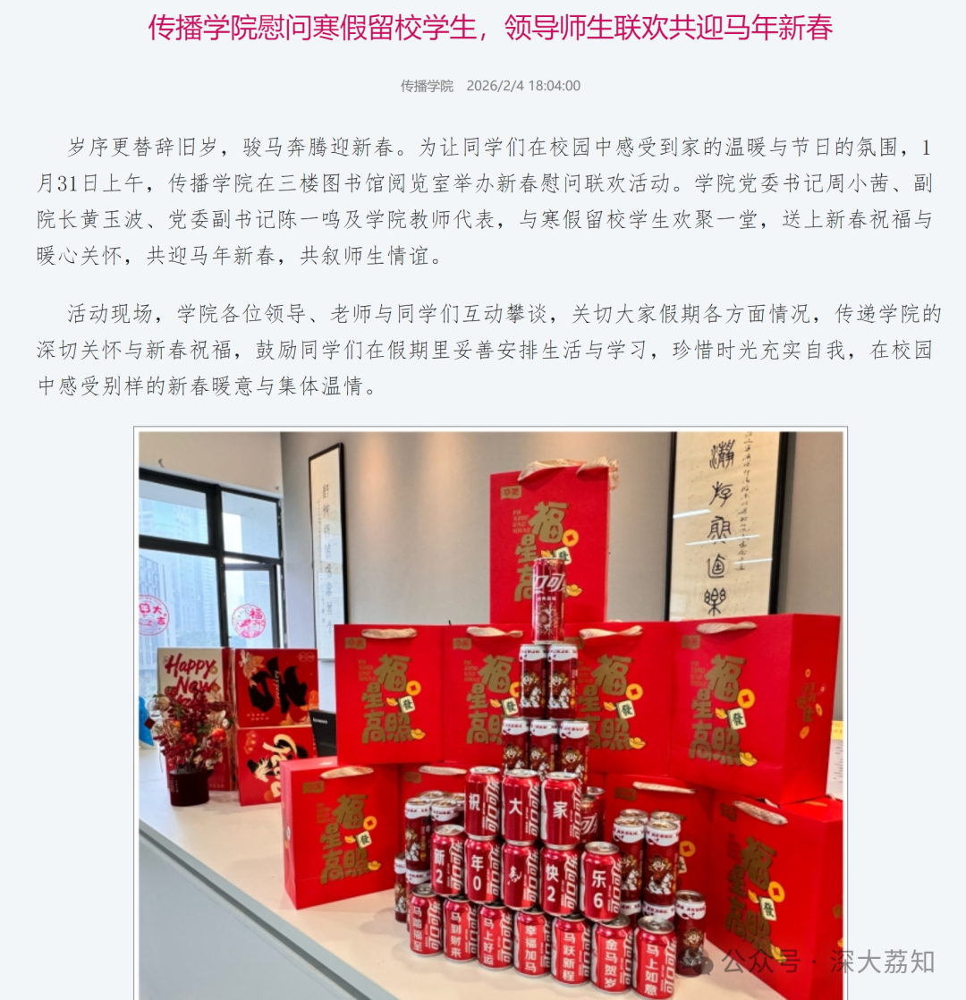 传播学院慰问寒假留校学生，领导师生联欢共迎马年新春
传播学院 2026/2/4 18:04:00
岁序更替辞旧岁，骏马奔腾迎新春。为让同学们在校园中感受到家的温暖与节日的氛围，1
月31日上午，传播学院在三楼图书馆阅览室举办新春慰问联欢活动。学院党委书记周小茜、副
院长黄玉波、党委副书记陈一鸣及学院教师代表，与寒假留校学生欢聚一堂，送上新春祝福与
暖心关怀，共迎马年新春，共叙师生情谊。
活动现场，学院各位领导、老师与同学们互动攀谈，关切大家假期各方面情况，传递学院的
深切关怀与新春祝福，鼓励同学们在假期里妥善安排生活与学习，珍惜时光充实自我，在校园
中感受别样的新春暖意与集体温情。
福星高
大吉
福
Happy
New
福星高照
發
福星高照
發
福星高照
發
福星高照
發
福星高照
發
祝大家
新年 快乐
2026
马踏福至
马到财来
马上好运
幸福加马
马跃新程
金马贺岁
马上如意
公众号 · 深大荔知